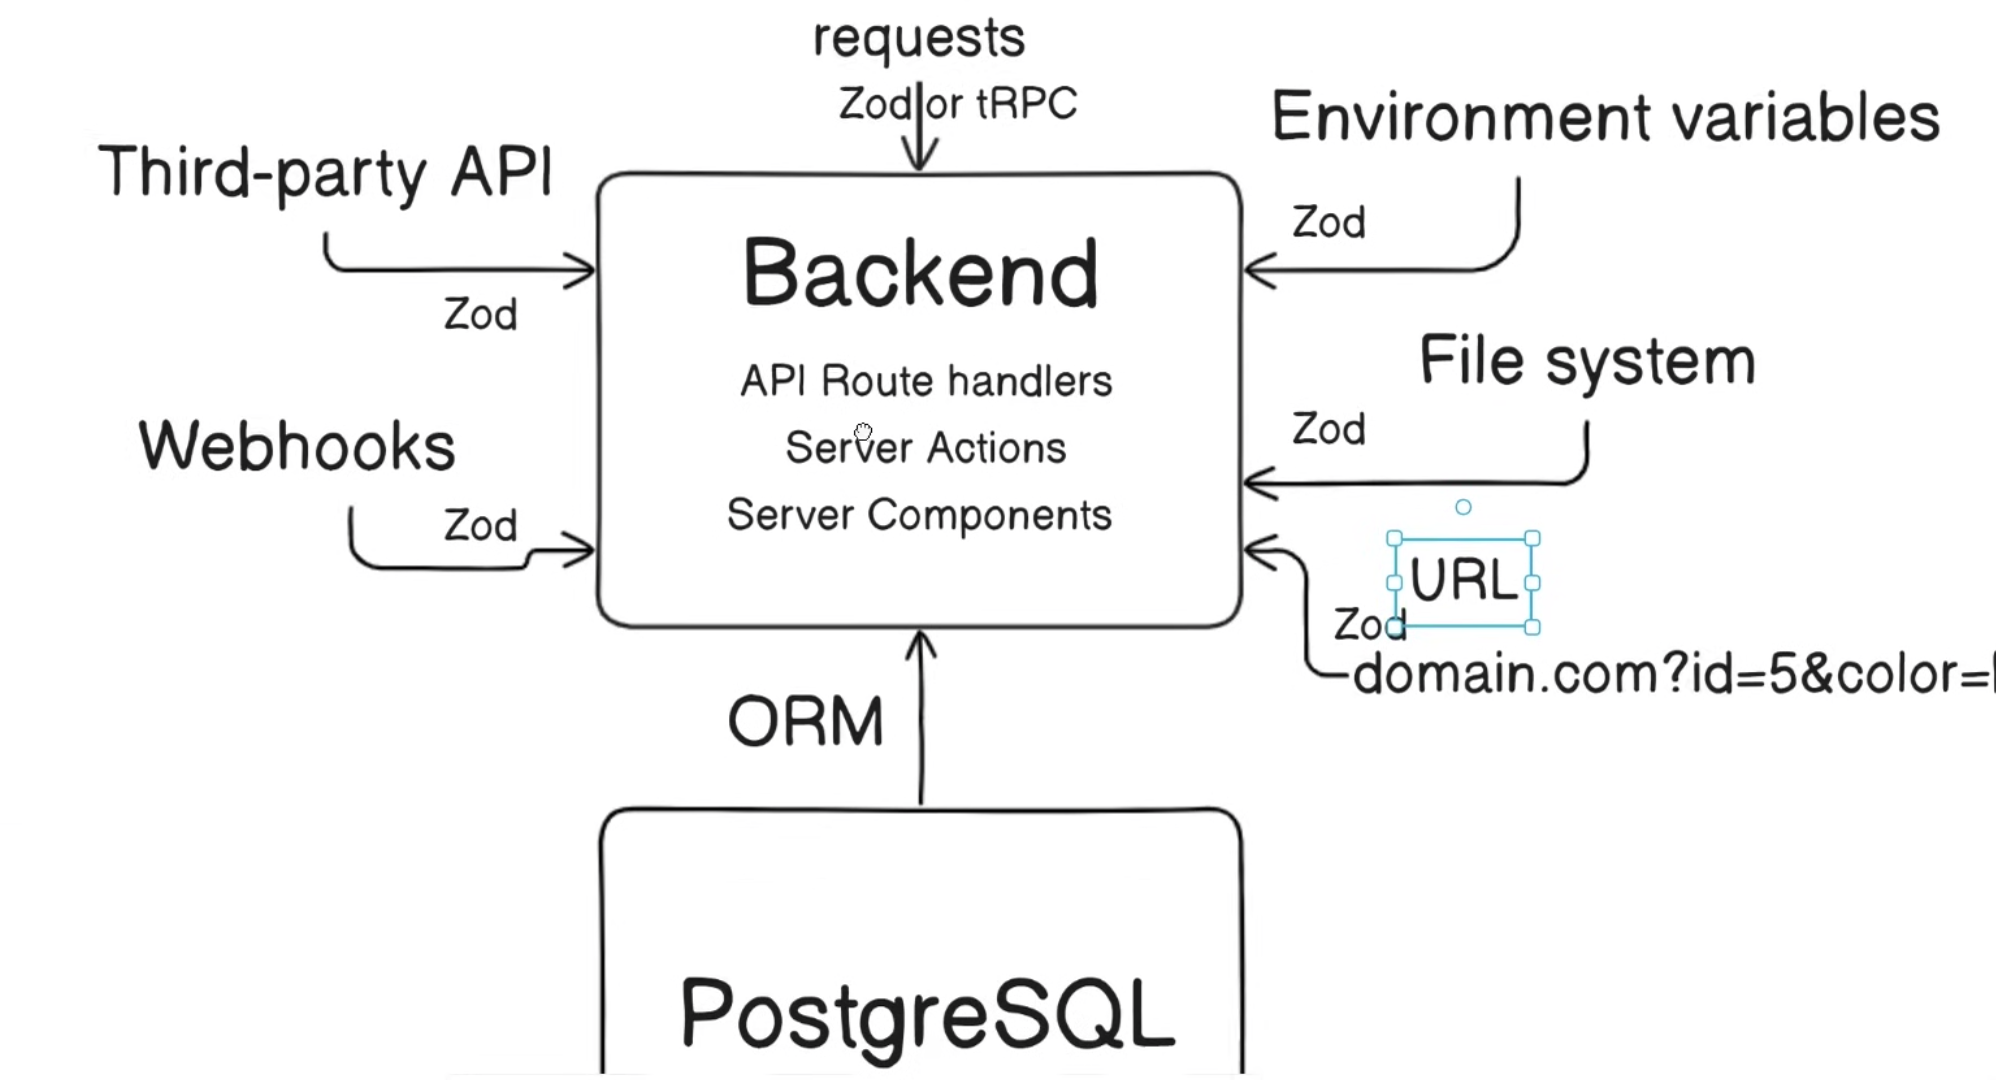 requests
Zod or tRPC
Environment variables
Third-party API
Zod
Backend
Zod
API Route handlers
File system
Webhooks
Zod
Server Actions
Zod
Server Components
URL
Zod
domain.com?id=5&color=
ORM
PostgreSQL